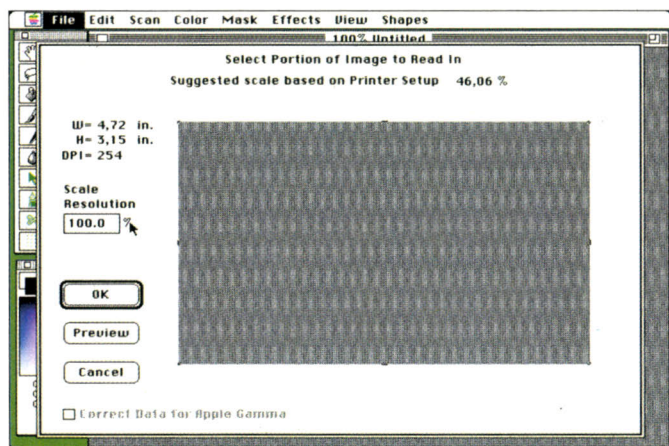 File Edit Scan Color Mask Effects View Shapes
100% Untitled
Select Portion of Image to Read In
Suggested scale based on Printer Setup 46,06 %
W= 4,72 in.
H= 3,15 in.
DPI= 254
Scale
Resolution
100.0 %
OK
Preview
Cancel
Correct Data for Apple Gamma